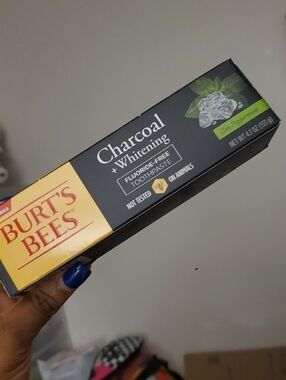 BURT'S
BEES
Charcoal
+ Whitening
FLUORIDE-FREE
TOOTHPASTE
NOT TESTED ON ANIMALS
Zen Peppermint
NET WT 4.7 OZ (133 g)